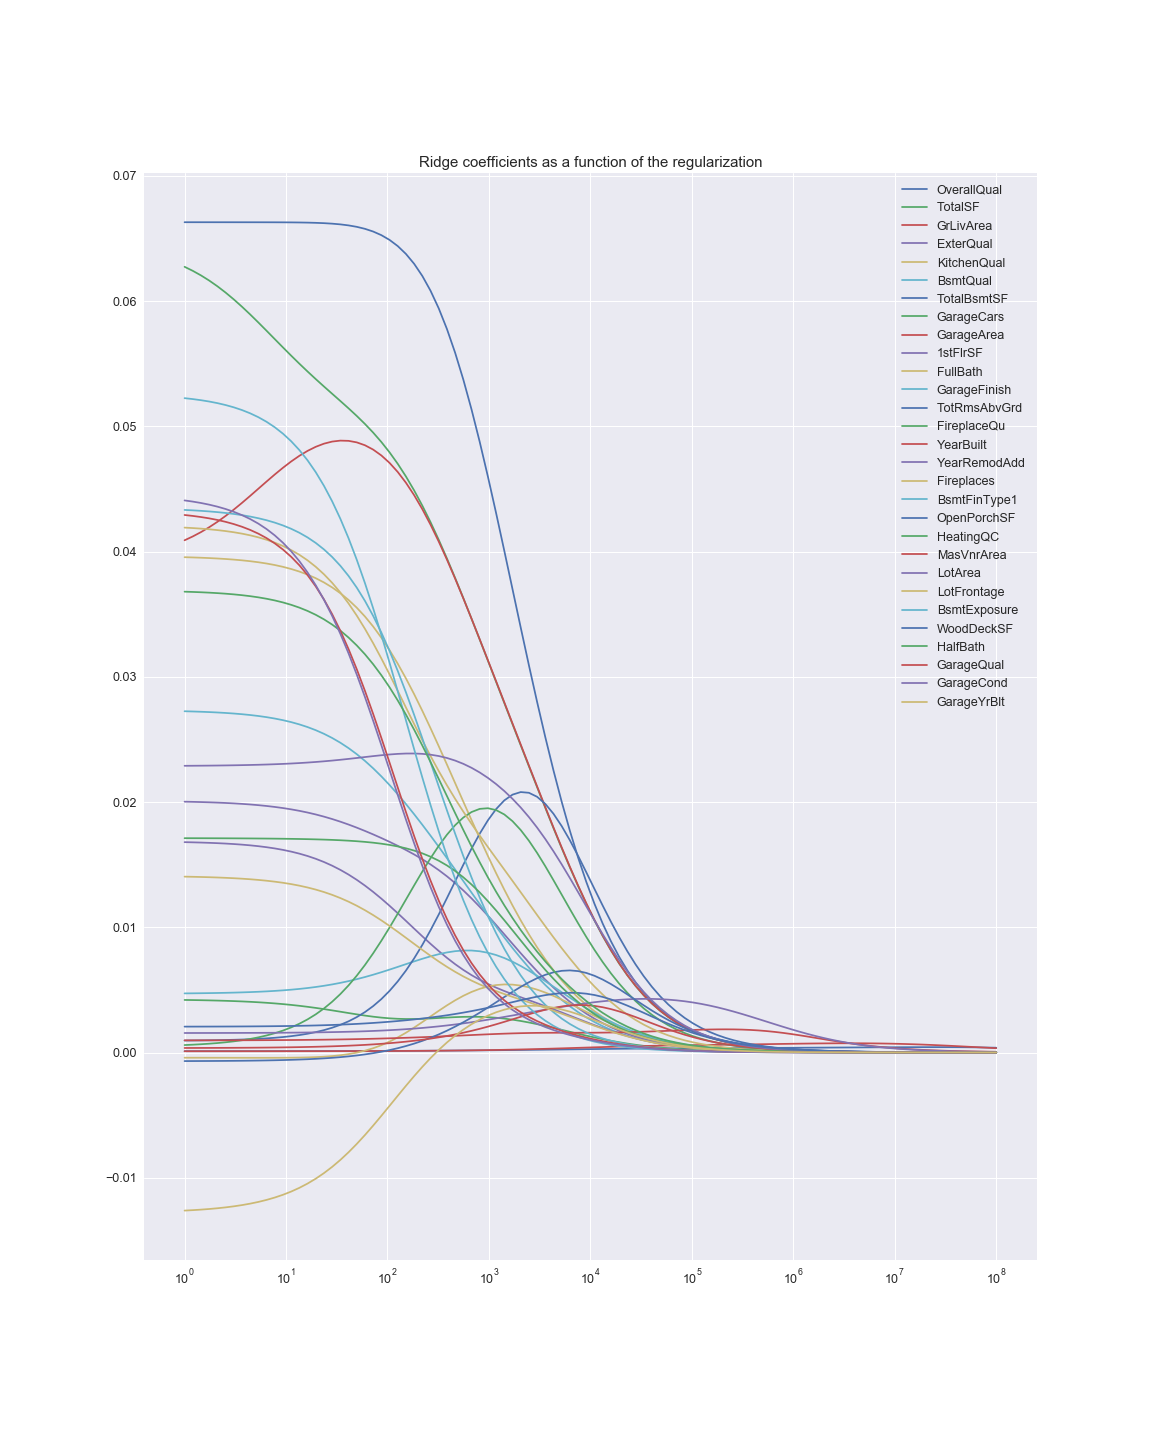 Ridge coefficients as a function of the regularization
0.07
0.06
0.05
0.04
0.03
0.02
0.01
0.00
−0.01
10^0 10^1 10^2 10^3 10^4 10^5 10^6 10^7 10^8
OverallQual
TotalSF
GrLivArea
ExterQual
KitchenQual
BsmtQual
TotalBsmtSF
GarageCars
GarageArea
1stFlrSF
FullBath
GarageFinish
TotRmsAbvGrd
FireplaceQu
YearBuilt
YearRemodAdd
Fireplaces
BsmtFinType1
OpenPorchSF
HeatingQC
MasVnrArea
LotArea
LotFrontage
BsmtExposure
WoodDeckSF
HalfBath
GarageQual
GarageCond
GarageYrBlt